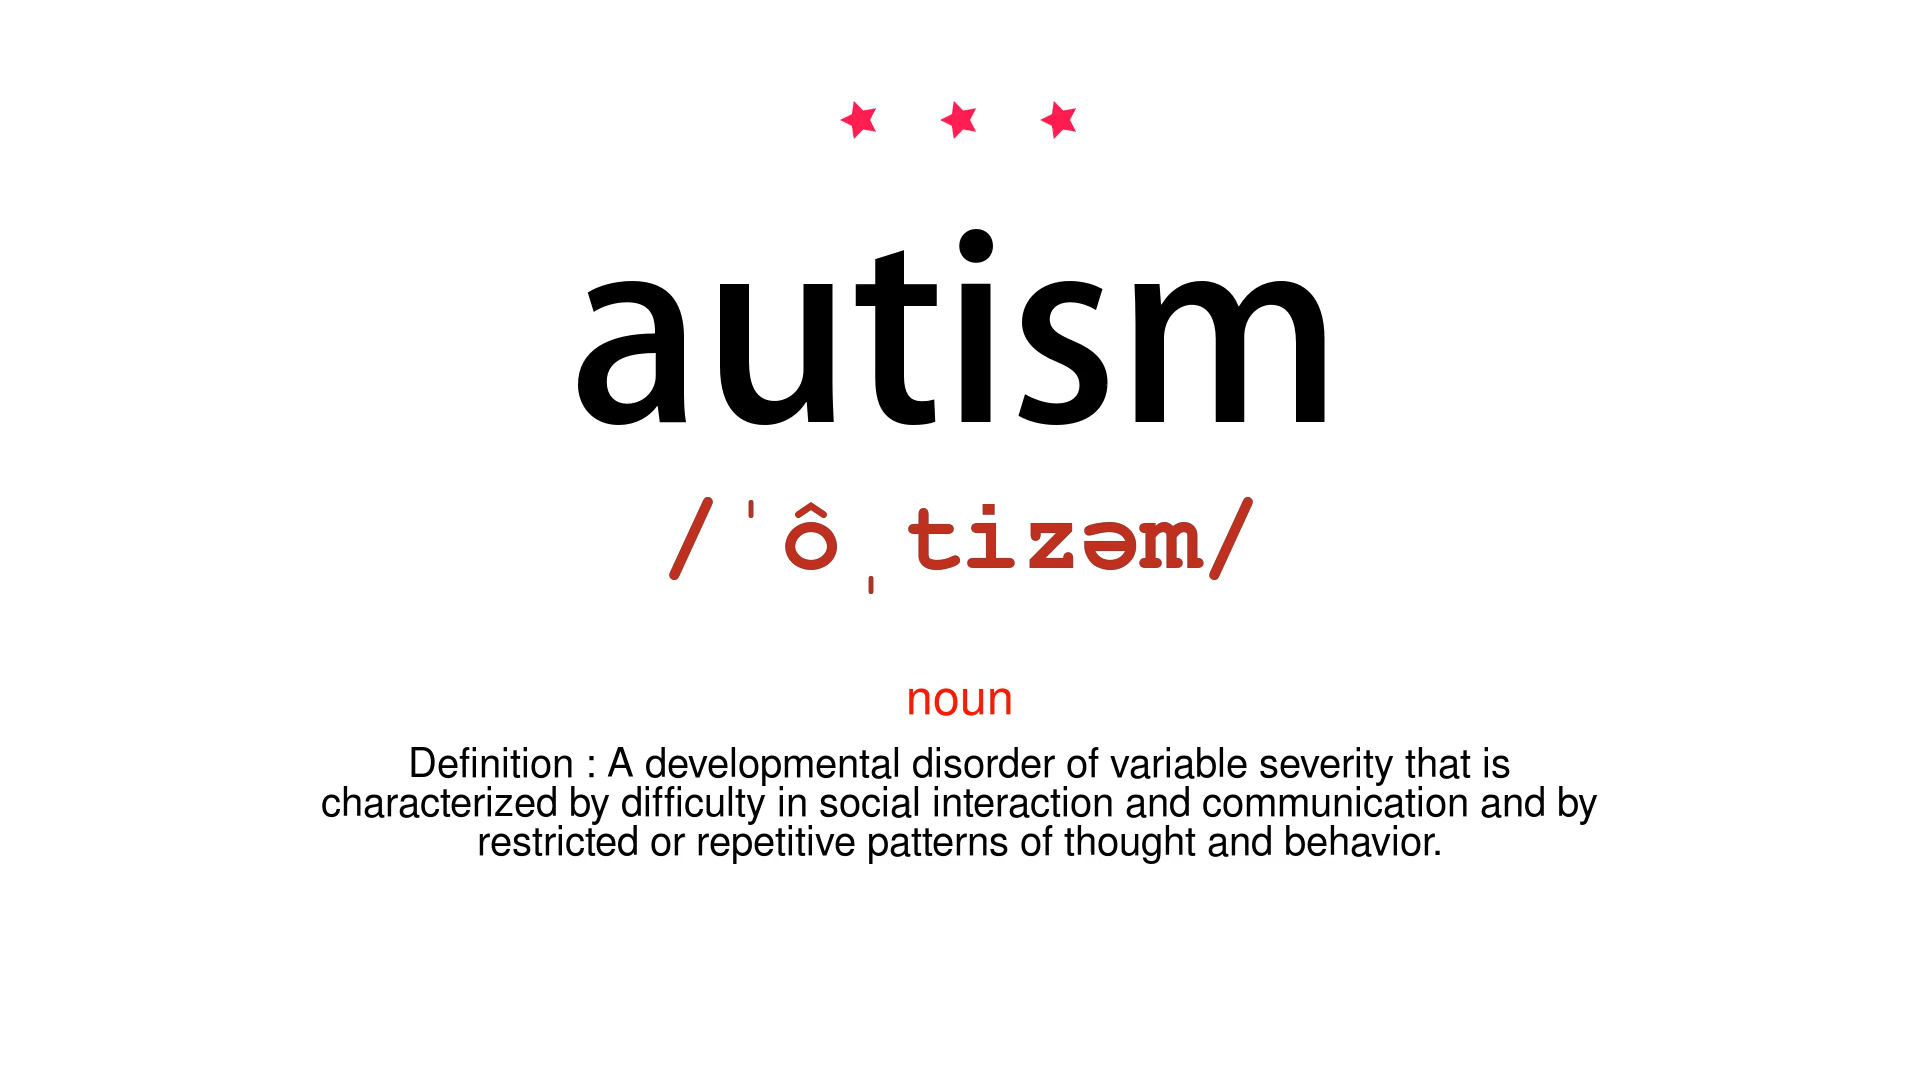 autism
/ˈôˌtizəm/
noun
Definition : A developmental disorder of variable severity that is
characterized by difficulty in social interaction and communication and by
restricted or repetitive patterns of thought and behavior.